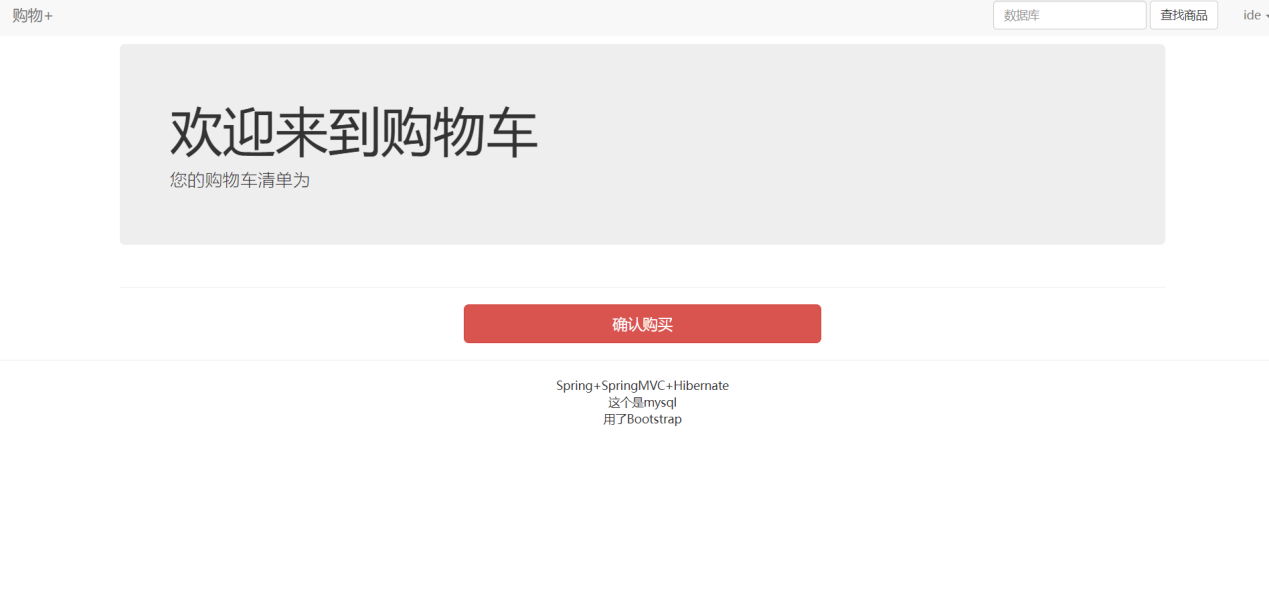 购物+
数据库
查找商品
ide
欢迎来到购物车
您的购物车清单为
确认购买
Spring+SpringMVC+Hibernate
这个是mysql
用了Bootstrap